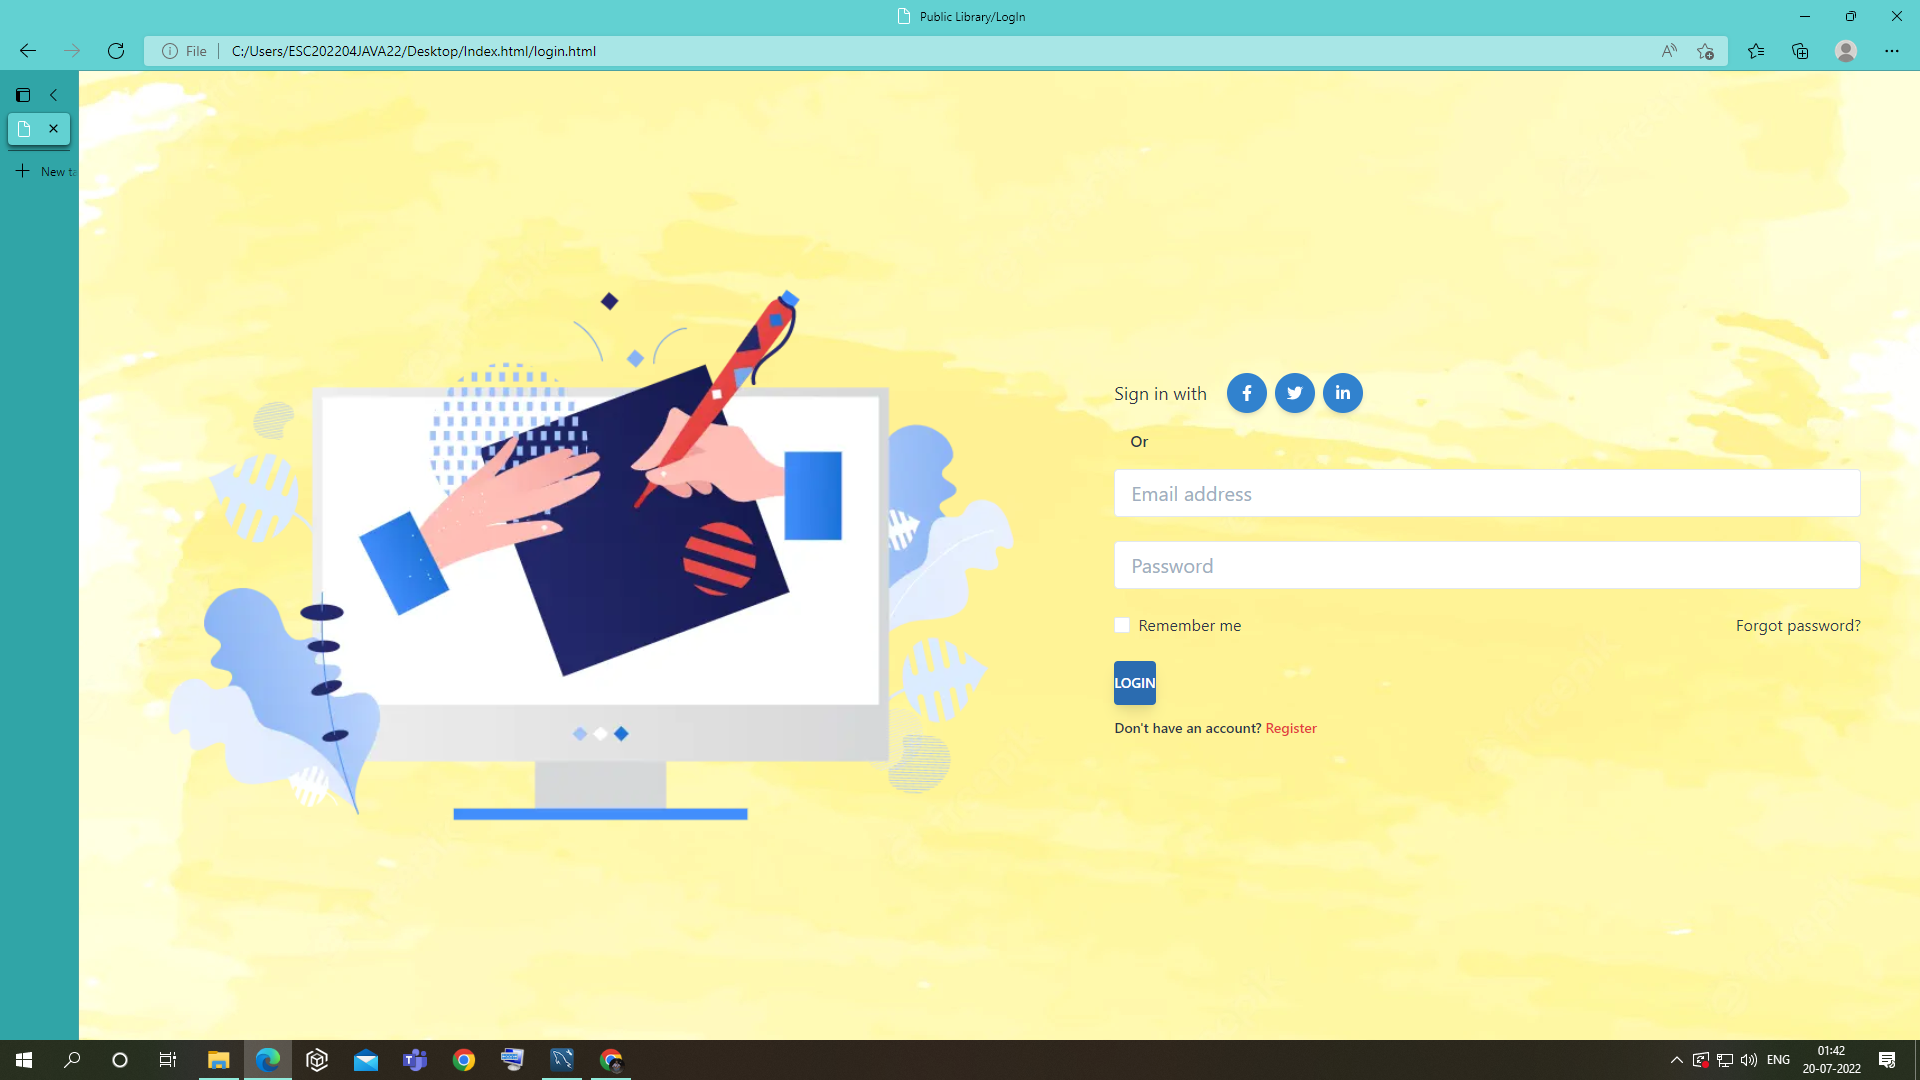 Public Library/LogIn
File
C:/Users/ESC202204JAVA22/Desktop/Index.html/login.html
New ta
Sign in with
Or
Email address
Password
Remember me
Forgot password?
LOGIN
Don't have an account? Register
ENG
01:42
20-07-2022